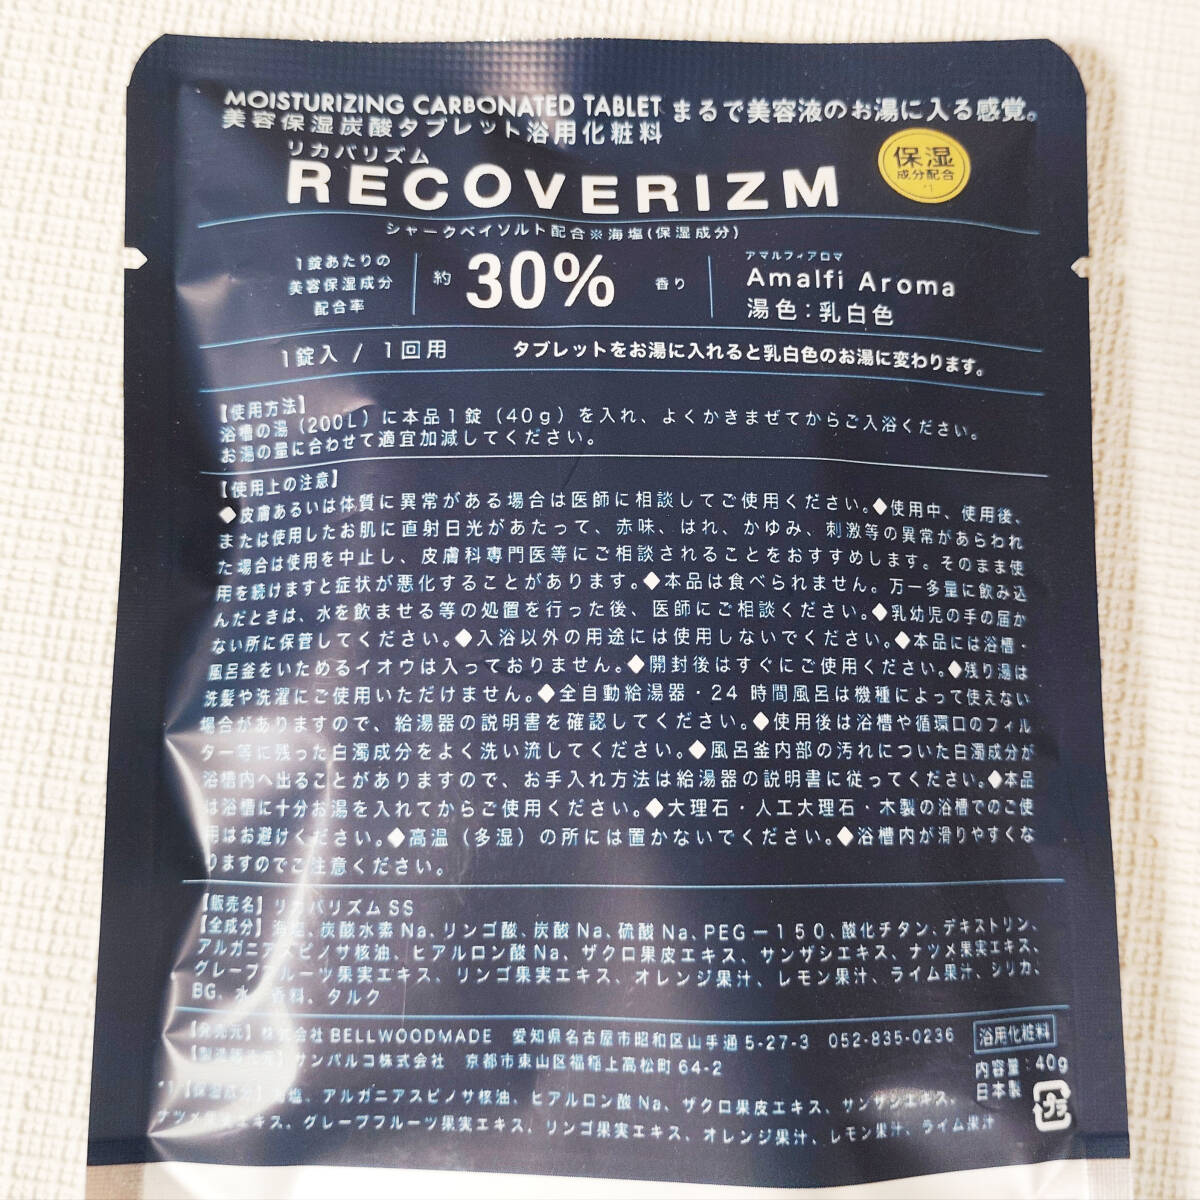 MOISTURIZING CARBONATED TABLET まるで美容液のお湯に入る感覚。
美容保湿炭酸タブレット浴用化粧料
リカバリズム
RECOVERIZM
保湿
成分配合
*1
シャークベイソルト配合※海塩(保湿成分)
1錠あたりの
美容保湿成分
配合率
約 30%
香り
アマルフィアロマ
Amalfi Aroma
湯色：乳白色
1錠入 / 1回用 タブレットをお湯に入れると乳白色のお湯に変わります。
【使用方法】
浴槽の湯（200L）に本品1錠（40g）を入れ、よくかきまぜてからご入浴ください。
お湯の量に合わせて適宜加減してください。
【使用上の注意】
◆皮膚あるいは体質に異常がある場合は医師に相談してご使用ください。◆使用中、使用後、
または使用したお肌に直射日光があたって、赤味、はれ、かゆみ、刺激等の異常があらわれ
た場合は使用を中止し、皮膚科専門医等にご相談されることをおすすめします。そのまま使
用を続けますと症状が悪化することがあります。◆本品は食べられません。万一多量に飲み込
んだときは、水を飲ませる等の処置を行った後、医師にご相談ください。◆乳幼児の手の届か
ない所に保管してください。◆入浴以外の用途には使用しないでください。◆本品には浴槽・
風呂釜をいためるイオウは入っておりません。◆開封後はすぐにご使用ください。◆残り湯は
洗髪や洗濯にご使用いただけません。◆全自動給湯器・24時間風呂は機種によって使えない
場合がありますので、給湯器の説明書を確認してください。◆使用後は浴槽や循環口のフィル
ター等に残った白濁成分をよく洗い流してください。◆風呂釜内部の汚れについた白濁成分が
浴槽内へ出ることがありますので、お手入れ方法は給湯器の説明書に従ってください。◆本品
は浴槽に十分お湯を入れてからご使用ください。◆大理石・人工大理石・木製の浴槽でのご使
用はお避けください。◆高温（多湿）の所には置かないでください。◆浴槽内が滑りやすくな
りますのでご注意ください。
【販売名】リカバリズムSS
【全成分】海塩、炭酸水素Na、リンゴ酸、炭酸Na、硫酸Na、PEG－150、酸化チタン、デキストリン、
アルガニアスピノサ核油、ヒアルロン酸Na、ザクロ果皮エキス、サンザシエキス、ナツメ果実エキス、
グレープフルーツ果実エキス、リンゴ果実エキス、オレンジ果汁、レモン果汁、ライム果汁、シリカ、
BG、水、香料、タルク
【発売元】株式会社BELLWOODMADE 愛知県名古屋市昭和区山手通5-27-3 052-835-0236
【製造販売元】サンパルコ株式会社 京都市東山区福稲上高松町64-2
浴用化粧料
内容量：40g
日本製
プラ
*1【保湿成分】海塩、アルガニアスピノサ核油、ヒアルロン酸Na、ザクロ果皮エキス、サンザシエキス、
ナツメ果実エキス、グレープフルーツ果実エキス、リンゴ果実エキス、オレンジ果汁、レモン果汁、ライム果汁